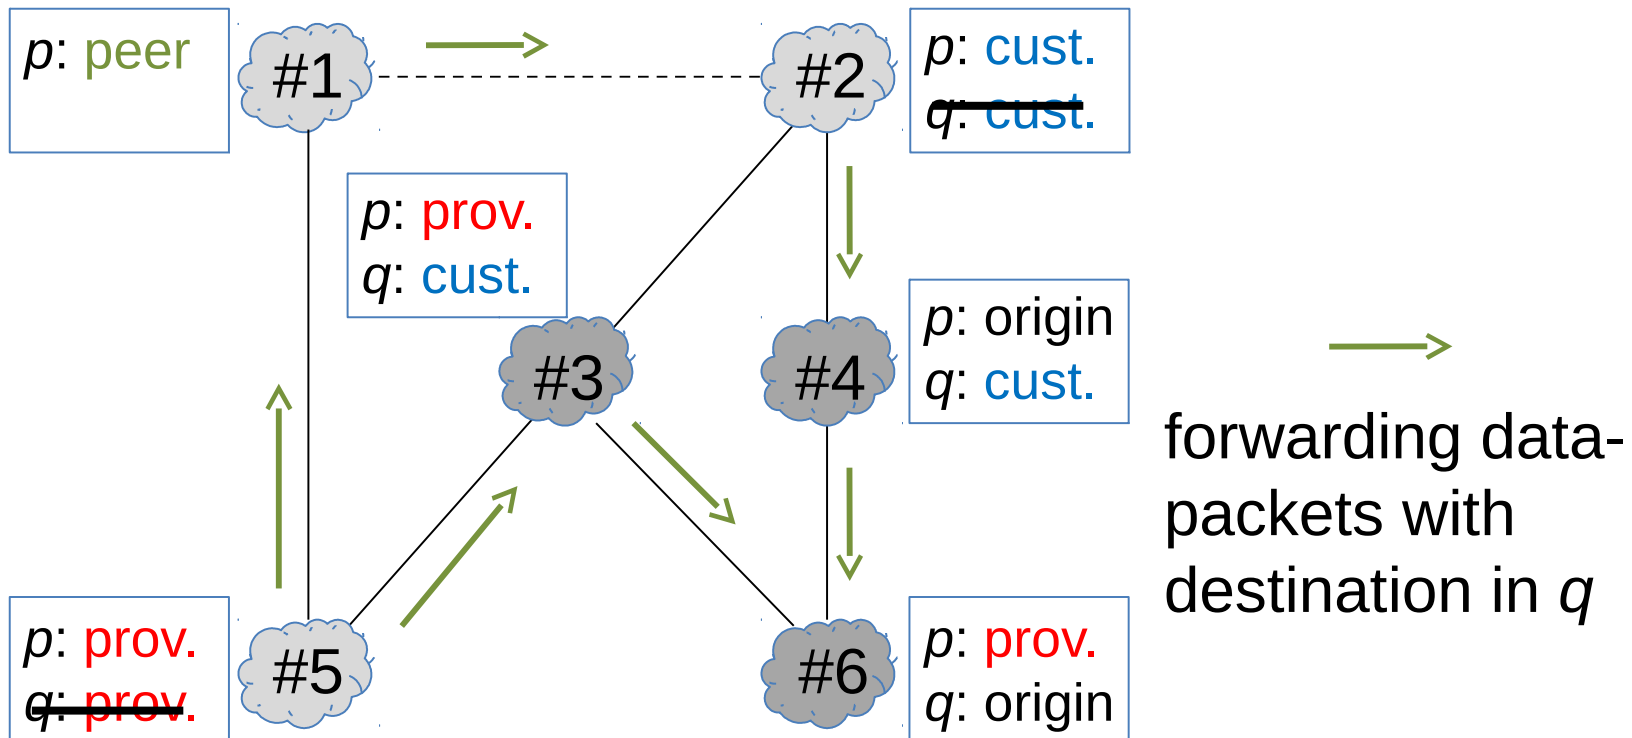 p: peer
#1
#2
p: cust.
q: cust.
p: prov.
q: cust.
#3
#4
p: origin
q: cust.
forwarding data-
packets with
destination in q
p: prov.
q: prov.
#5
#6
p: prov.
q: origin